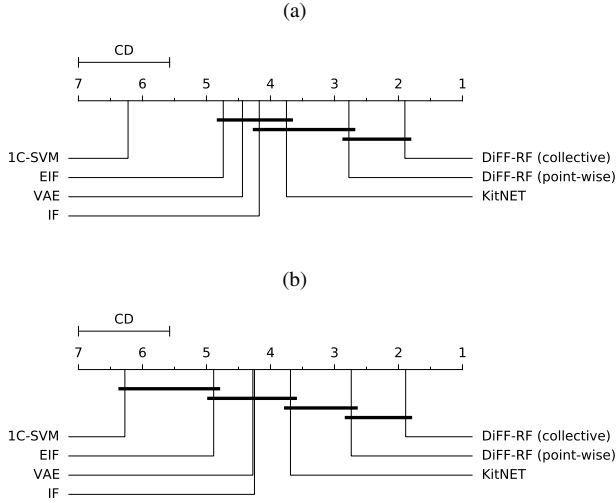 (a)
CD
7 6 5 4 3 2 1
1C-SVM DiFF-RF (collective)
EIF DiFF-RF (point-wise)
VAE KitNET
IF
(b)
CD
7 6 5 4 3 2 1
1C-SVM DiFF-RF (collective)
EIF DiFF-RF (point-wise)
VAE KitNET
IF